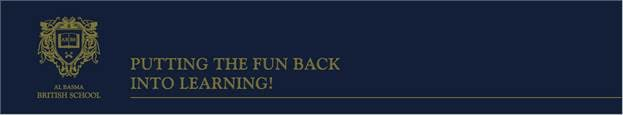 AL BASMA
BRITISH SCHOOL
PUTTING THE FUN BACK
INTO LEARNING!